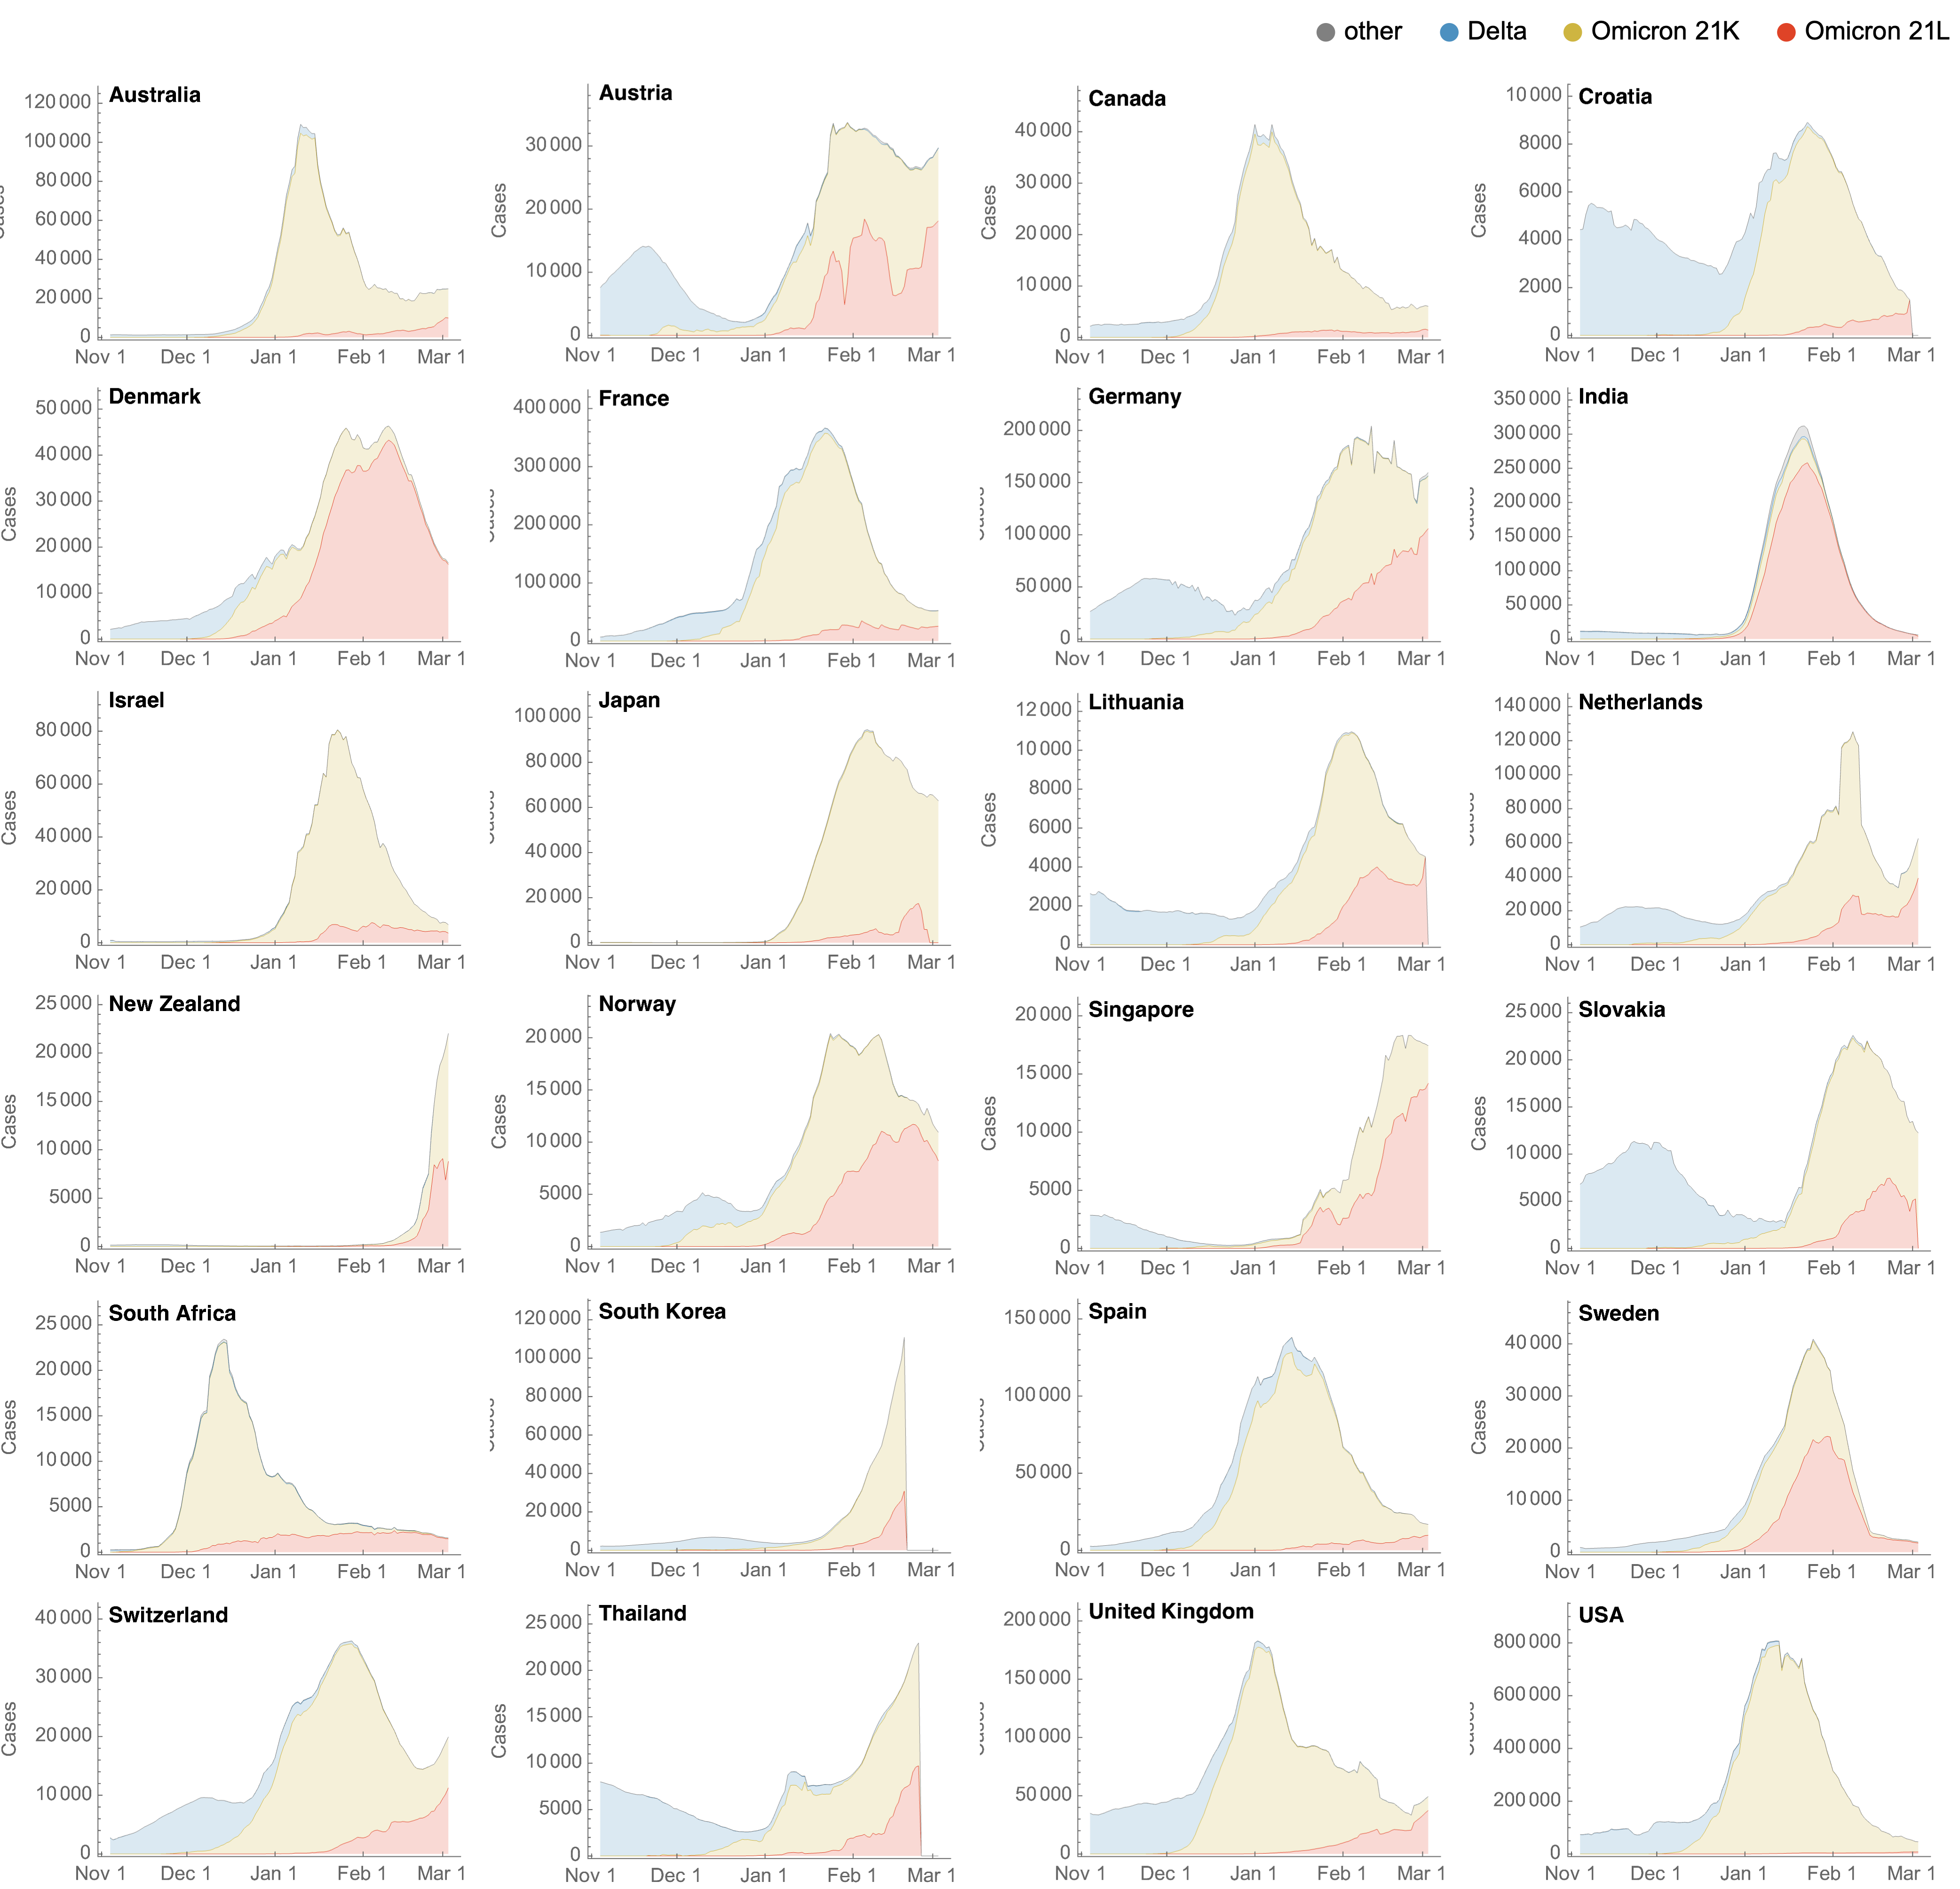 other Delta Omicron 21K Omicron 21L
Australia
120 000
100 000
80 000
60 000
40 000
20 000
0
Cases
Nov 1 Dec 1 Jan 1 Feb 1 Mar 1
Austria
30 000
20 000
10 000
0
Cases
Nov 1 Dec 1 Jan 1 Feb 1 Mar 1
Canada
40 000
30 000
20 000
10 000
0
Cases
Nov 1 Dec 1 Jan 1 Feb 1 Mar 1
Croatia
10 000
8000
6000
4000
2000
0
Cases
Nov 1 Dec 1 Jan 1 Feb 1 Mar 1
Denmark
50 000
40 000
30 000
20 000
10 000
0
Cases
Nov 1 Dec 1 Jan 1 Feb 1 Mar 1
France
400 000
300 000
200 000
100 000
0
Nov 1 Dec 1 Jan 1 Feb 1 Mar 1
Germany
200 000
150 000
100 000
50 000
0
Nov 1 Dec 1 Jan 1 Feb 1 Mar 1
India
350 000
300 000
250 000
200 000
150 000
100 000
50 000
0
Nov 1 Dec 1 Jan 1 Feb 1 Mar 1
Israel
80 000
60 000
40 000
20 000
0
Cases
Nov 1 Dec 1 Jan 1 Feb 1 Mar 1
Japan
100 000
80 000
60 000
40 000
20 000
0
Nov 1 Dec 1 Jan 1 Feb 1 Mar 1
Lithuania
12 000
10 000
8000
6000
4000
2000
0
Cases
Nov 1 Dec 1 Jan 1 Feb 1 Mar 1
Netherlands
140 000
120 000
100 000
80 000
60 000
40 000
20 000
0
Nov 1 Dec 1 Jan 1 Feb 1 Mar 1
New Zealand
25 000
20 000
15 000
10 000
5000
0
Cases
Nov 1 Dec 1 Jan 1 Feb 1 Mar 1
Norway
20 000
15 000
10 000
5000
0
Cases
Nov 1 Dec 1 Jan 1 Feb 1 Mar 1
Singapore
20 000
15 000
10 000
5000
0
Cases
Nov 1 Dec 1 Jan 1 Feb 1 Mar 1
Slovakia
25 000
20 000
15 000
10 000
5000
0
Cases
Nov 1 Dec 1 Jan 1 Feb 1 Mar 1
South Africa
25 000
20 000
15 000
10 000
5000
0
Cases
Nov 1 Dec 1 Jan 1 Feb 1 Mar 1
South Korea
120 000
100 000
80 000
60 000
40 000
20 000
0
Nov 1 Dec 1 Jan 1 Feb 1 Mar 1
Spain
150 000
100 000
50 000
0
Nov 1 Dec 1 Jan 1 Feb 1 Mar 1
Sweden
40 000
30 000
20 000
10 000
0
Cases
Nov 1 Dec 1 Jan 1 Feb 1 Mar 1
Switzerland
40 000
30 000
20 000
10 000
0
Cases
Nov 1 Dec 1 Jan 1 Feb 1 Mar 1
Thailand
25 000
20 000
15 000
10 000
5000
0
Cases
Nov 1 Dec 1 Jan 1 Feb 1 Mar 1
United Kingdom
200 000
150 000
100 000
50 000
0
Nov 1 Dec 1 Jan 1 Feb 1 Mar 1
USA
800 000
600 000
400 000
200 000
0
Nov 1 Dec 1 Jan 1 Feb 1 Mar 1